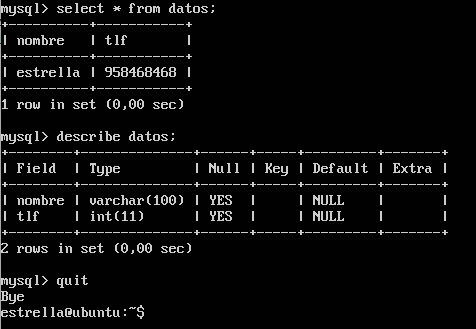 mysql> select * from datos;
+----------+-----------+
| nombre   | tlf       |
+----------+-----------+
| estrella | 958468468 |
+----------+-----------+
1 row in set (0,00 sec)
mysql> describe datos;
+--------+--------------+------+-----+---------+-------+
| Field  | Type         | Null | Key | Default | Extra |
+--------+--------------+------+-----+---------+-------+
| nombre | varchar(100) | YES  |     | NULL    |       |
| tlf    | int(11)      | YES  |     | NULL    |       |
+--------+--------------+------+-----+---------+-------+
2 rows in set (0,00 sec)
mysql> quit
Bye
estrella@ubuntu:~$